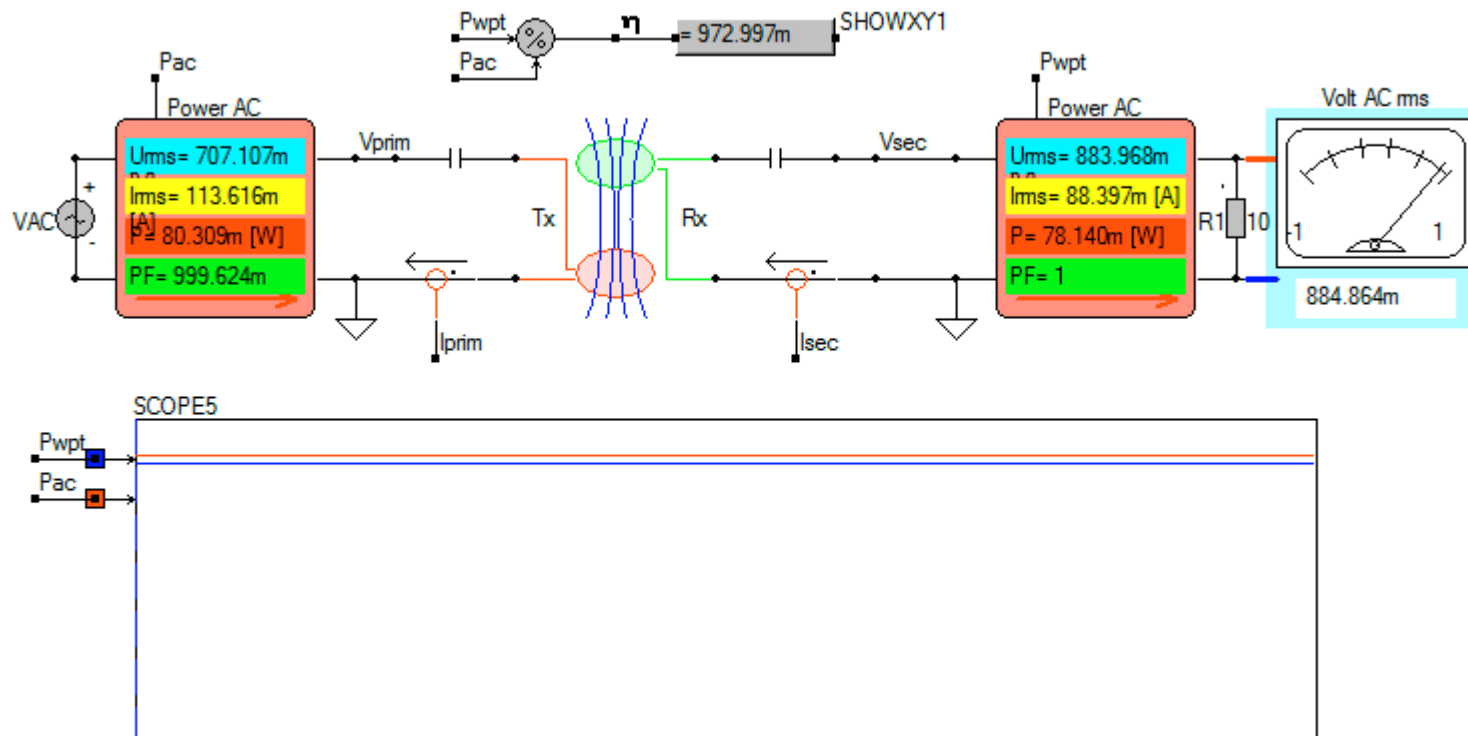 Pwpt
η
= 972.997m
SHOWXY1
Pac
%
Pac
Pwpt
Power AC
Power AC
Volt AC rms
Vprim
Vsec
Urms= 707.107m
Irms= 113.616m
[A]
P= 80.309m [W]
PF= 999.624m
VAC
+
-
Tx
Rx
Urms= 883.968m
Irms= 88.397m [A]
P= 78.140m [W]
PF= 1
R1
10
-1
1
884.864m
Iprim
Isec
SCOPE5
Pwpt
Pac